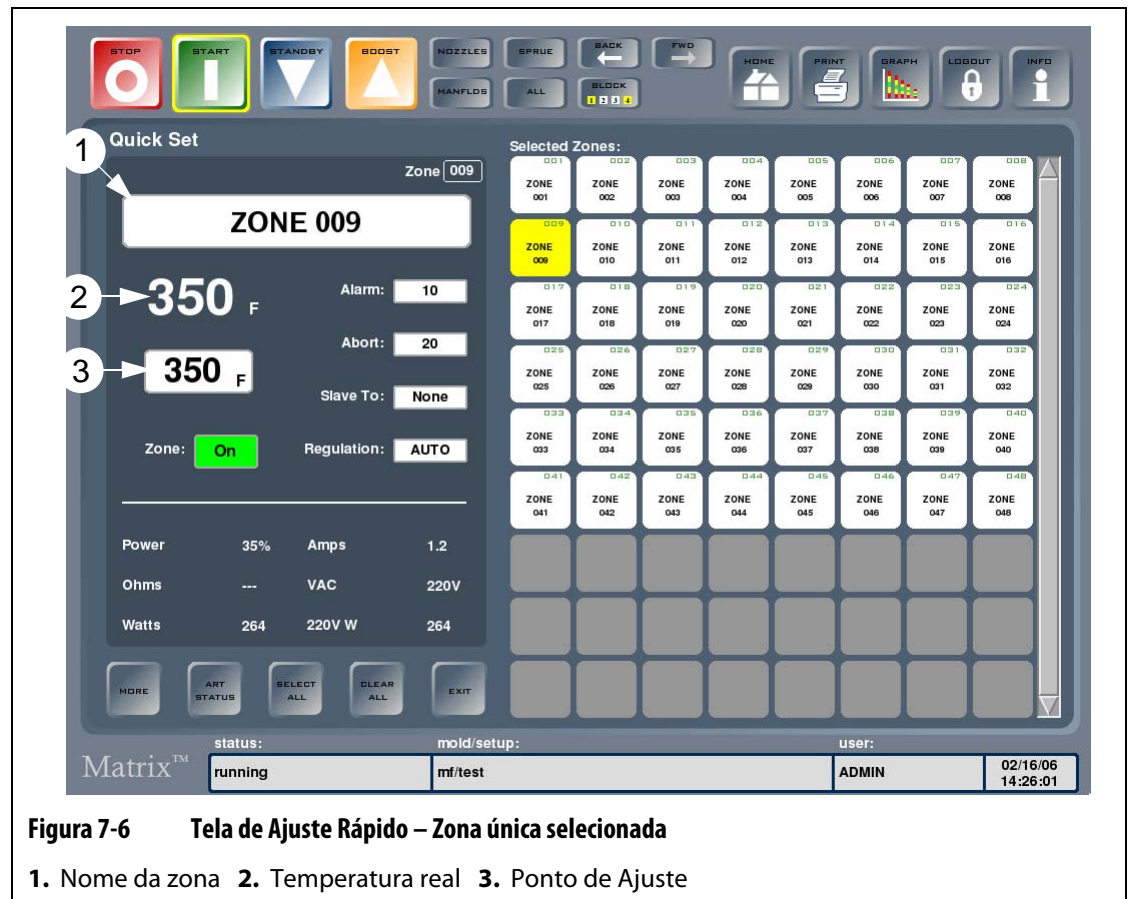 STOP START STANDBY BOOST NOZZLES SPRUE BACK FWD
MANFLDS ALL BLOCK
1 2 3 4
HOME PRINT GRAPH LOGOUT INFO
Quick Set
Zone 009
1
ZONE 009
2
350 F
3
350 F
Alarm: 10
Abort: 20
Slave To: None
Zone: On Regulation: AUTO
Power 35% Amps 1.2
Ohms --- VAC 220V
Watts 264 220V W 264
MORE ART STATUS SELECT ALL CLEAR ALL EXIT
Selected Zones:
001 002 003 004 005 006 007 008
ZONE ZONE ZONE ZONE ZONE ZONE ZONE ZONE
001 002 003 004 005 006 007 008
009 010 011 012 013 014 015 016
ZONE ZONE ZONE ZONE ZONE ZONE ZONE ZONE
009 010 011 012 013 014 015 016
017 018 019 020 021 022 023 024
ZONE ZONE ZONE ZONE ZONE ZONE ZONE ZONE
017 018 019 020 021 022 023 024
025 026 027 028 029 030 031 032
ZONE ZONE ZONE ZONE ZONE ZONE ZONE ZONE
025 026 027 028 029 030 031 032
033 034 035 036 037 038 039 040
ZONE ZONE ZONE ZONE ZONE ZONE ZONE ZONE
033 034 035 036 037 038 039 040
041 042 043 044 045 046 047 048
ZONE ZONE ZONE ZONE ZONE ZONE ZONE ZONE
041 042 043 044 045 046 047 048
status: mold/setup: user:
Matrix™ running mf/test ADMIN 02/16/06
14:26:01
Figura 7-6 Tela de Ajuste Rápido – Zona única selecionada
1. Nome da zona 2. Temperatura real 3. Ponto de Ajuste